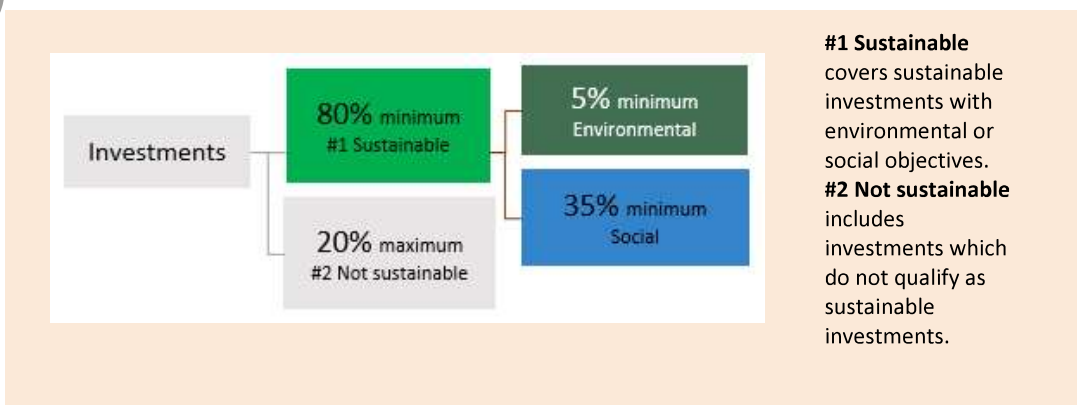 Investments
80% minimum
#1 Sustainable
20% maximum
#2 Not sustainable
5% minimum
Environmental
35% minimum
Social
#1 Sustainable
covers sustainable
investments with
environmental or
social objectives.
#2 Not sustainable
includes
investments which
do not qualify as
sustainable
investments.